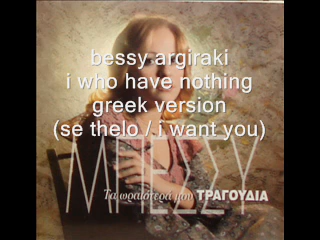 bessy argiraki
i who have nothing
greek version
(se thelo / i want you)
ΜΠΕΣΣΥ
Τα ωραιότερά μου ΤΡΑΓΟΥΔΙΑ